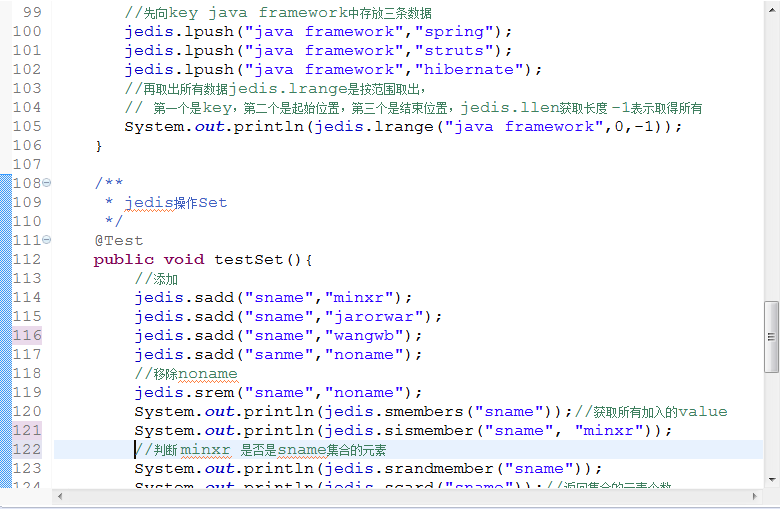 99 //先向key java framework中存放三条数据
100 jedis.lpush("java framework","spring");
101 jedis.lpush("java framework","struts");
102 jedis.lpush("java framework","hibernate");
103 //再取出所有数据jedis.lrange是按范围取出，
104 // 第一个是key，第二个是起始位置，第三个是结束位置，jedis.llen获取长度 -1表示取得所有
105 System.out.println(jedis.lrange("java framework",0,-1));
106 }
107
108 /**
109 * jedis操作Set
110 */
111 @Test
112 public void testSet(){
113 //添加
114 jedis.sadd("sname","minxr");
115 jedis.sadd("sname","jarorwar");
116 jedis.sadd("sname","wangwb");
117 jedis.sadd("sanme","noname");
118 //移除noname
119 jedis.srem("sname","noname");
120 System.out.println(jedis.smembers("sname"));//获取所有加入的value
121 System.out.println(jedis.sismember("sname", "minxr"));
122 //判断 minxr 是否是sname集合的元素
123 System.out.println(jedis.srandmember("sname"));
124 System.out.println(jedis.scard("sname"));//返回集合的元素个数